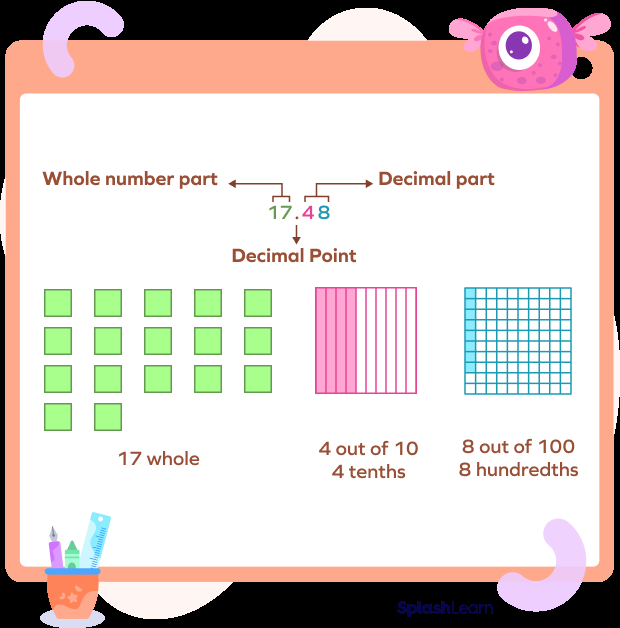 Whole number part
Decimal part
17.48
Decimal Point
17 whole
4 out of 10
4 tenths
8 out of 100
8 hundredths
SplashLearn